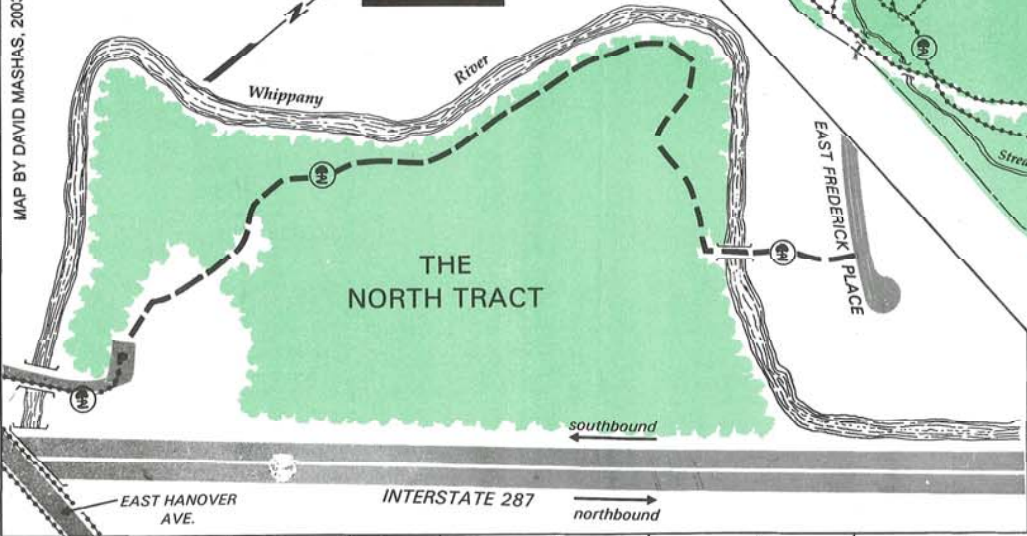 MAP BY DAVID MASHAS, 2003
N
Whippany
River
EAST FREDERICK PLACE
THE
NORTH TRACT
southbound
INTERSTATE 287
northbound
EAST HANOVER
AVE.